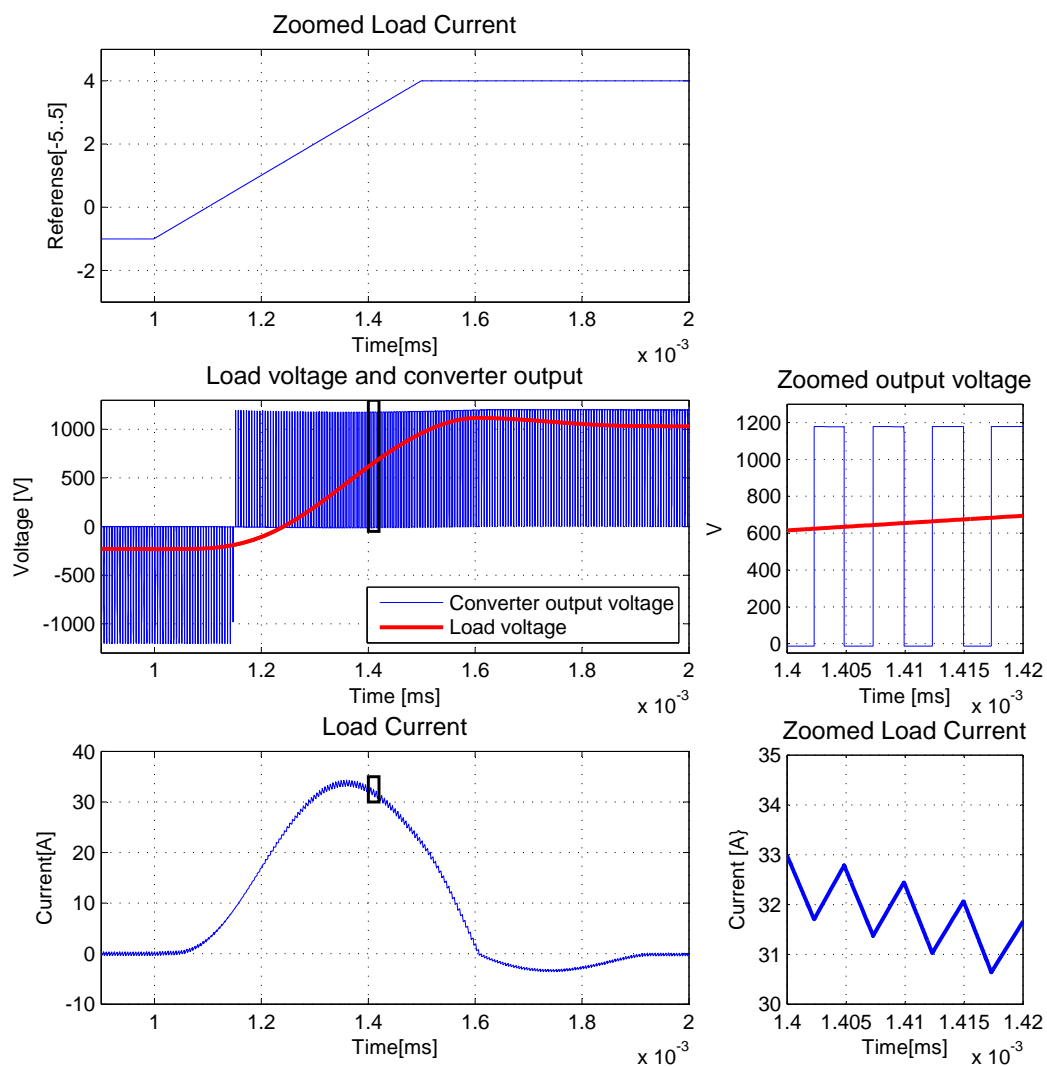 Zoomed Load Current
Referense[-5..5]
4
2
0
-2
1 1.2 1.4 1.6 1.8 2
Time[ms]
x 10-3
Load voltage and converter output
Voltage [V]
1000
500
0
-500
-1000
Converter output voltage
Load voltage
1 1.2 1.4 1.6 1.8 2
Time [ms]
x 10-3
Zoomed output voltage
V
1200
1000
800
600
400
200
0
1.4 1.405 1.41 1.415 1.42
Time [ms]
x 10-3
Load Current
Current[A]
40
30
20
10
0
-10
1 1.2 1.4 1.6 1.8 2
Time[ms]
x 10-3
Zoomed Load Current
Current [A}
35
34
33
32
31
30
1.4 1.405 1.41 1.415 1.42
Time[ms]
x 10-3